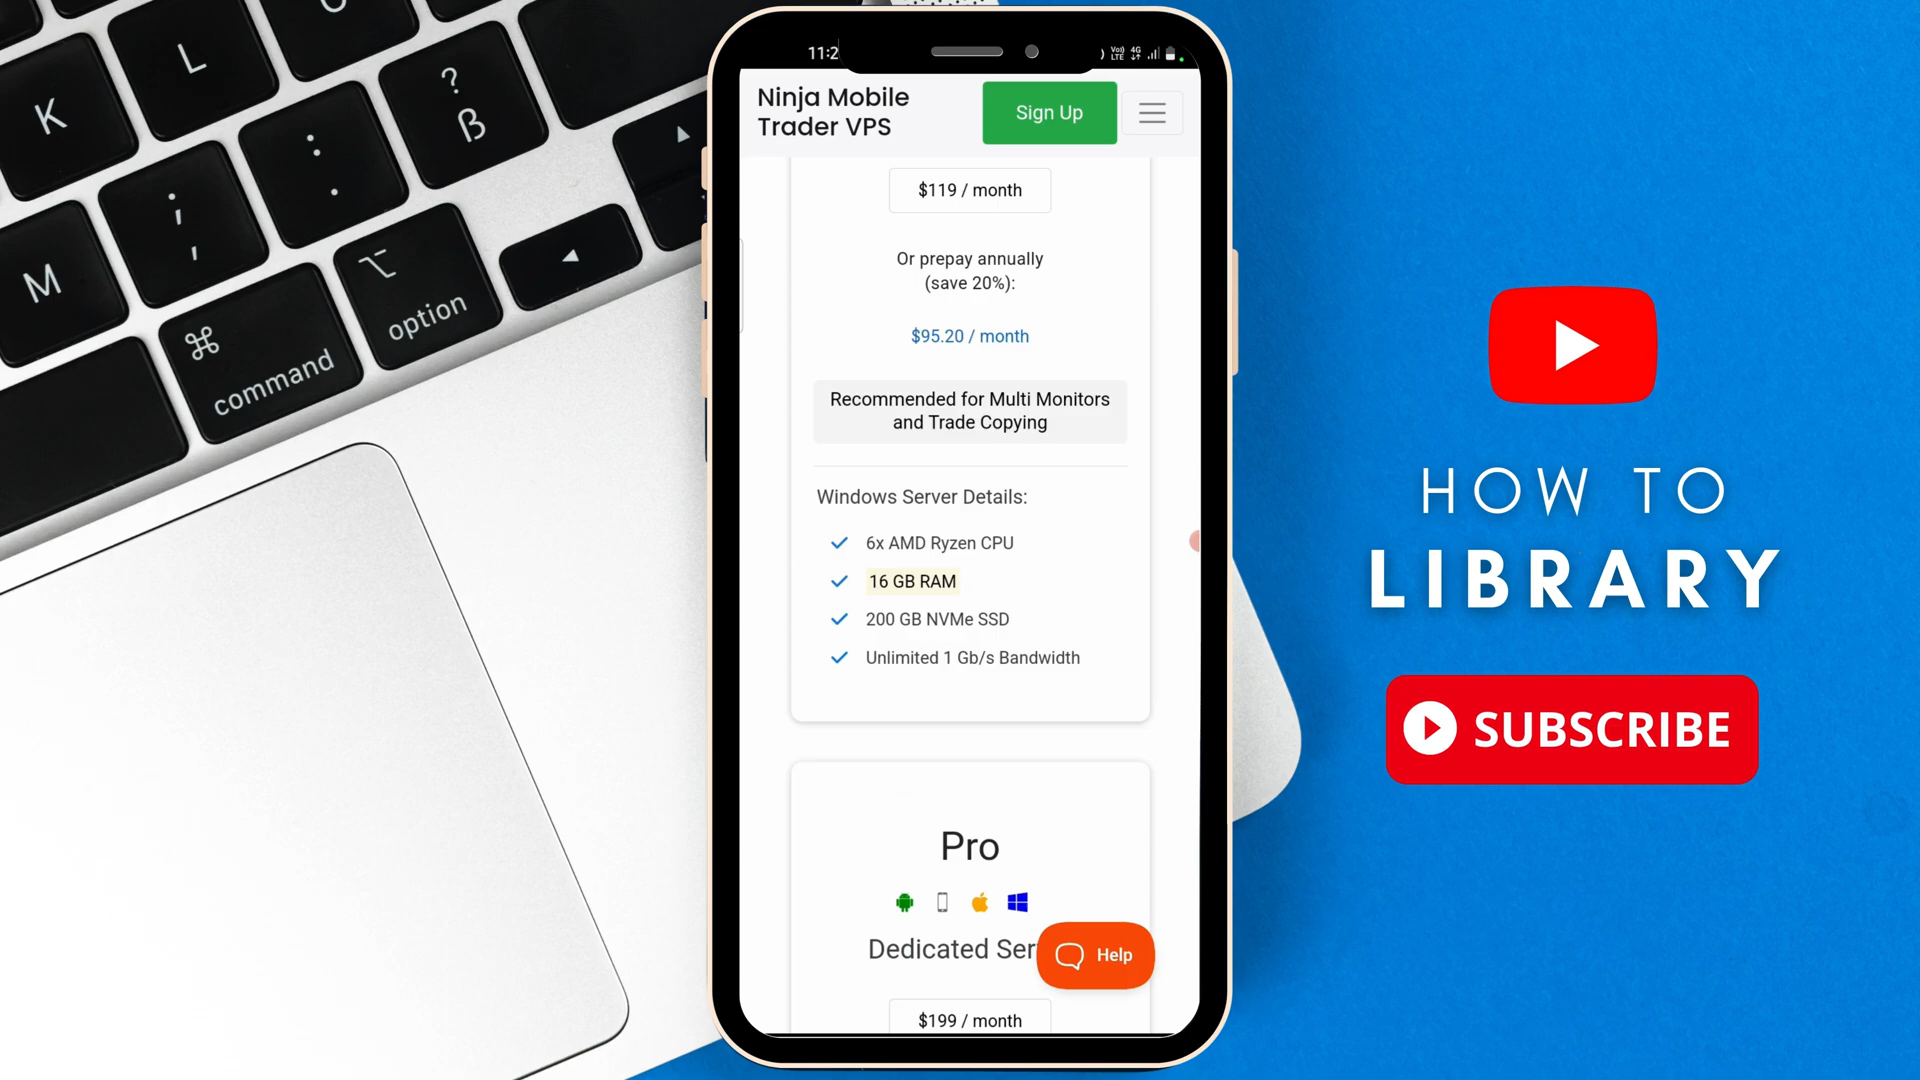 11:2
Ninja Mobile
Trader VPS
Sign Up
$119 / month
Or prepay annually
(save 20%):
$95.20 / month
Recommended for Multi Monitors
and Trade Copying
Windows Server Details:
6x AMD Ryzen CPU
16 GB RAM
200 GB NVMe SSD
Unlimited 1 Gb/s Bandwidth
Pro
Dedicated Ser
Help
$199 / month
HOW TO
LIBRARY
SUBSCRIBE
L
K
?
ß
:
.
;
,
M
⌥
option
⌘
command